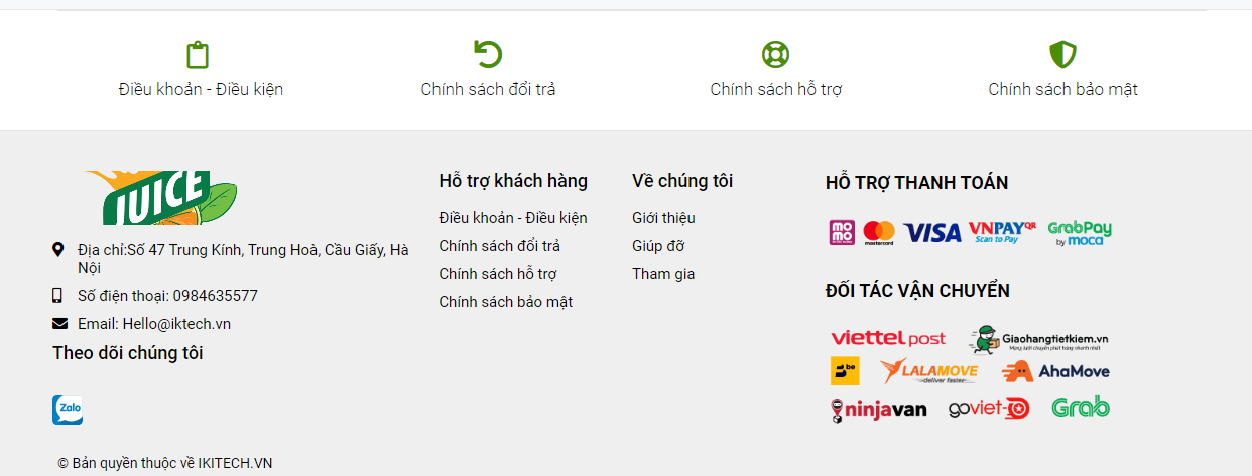 Điều khoản - Điều kiện
Chính sách đổi trả
Chính sách hỗ trợ
Chính sách bảo mật
JUICE
Địa chỉ:Số 47 Trung Kính, Trung Hoà, Cầu Giấy, Hà
Nội
Số điện thoại: 0984635577
Email: Hello@iktech.vn
Theo dõi chúng tôi
Zalo
Hỗ trợ khách hàng
Điều khoản - Điều kiện
Chính sách đổi trả
Chính sách hỗ trợ
Chính sách bảo mật
Về chúng tôi
Giới thiệu
Giúp đỡ
Tham gia
HỖ TRỢ THANH TOÁN
mo
mo
mastercard
VISA
VNPAYQR
Scan to Pay
GrabPay
by moca
ĐỐI TÁC VẬN CHUYỂN
viettel post
Giaohangtietkiem.vn
be
LALAMOVE
deliver faster
AhaMove
ninjavan
goviet
Grab
© Bản quyền thuộc về IKITECH.VN